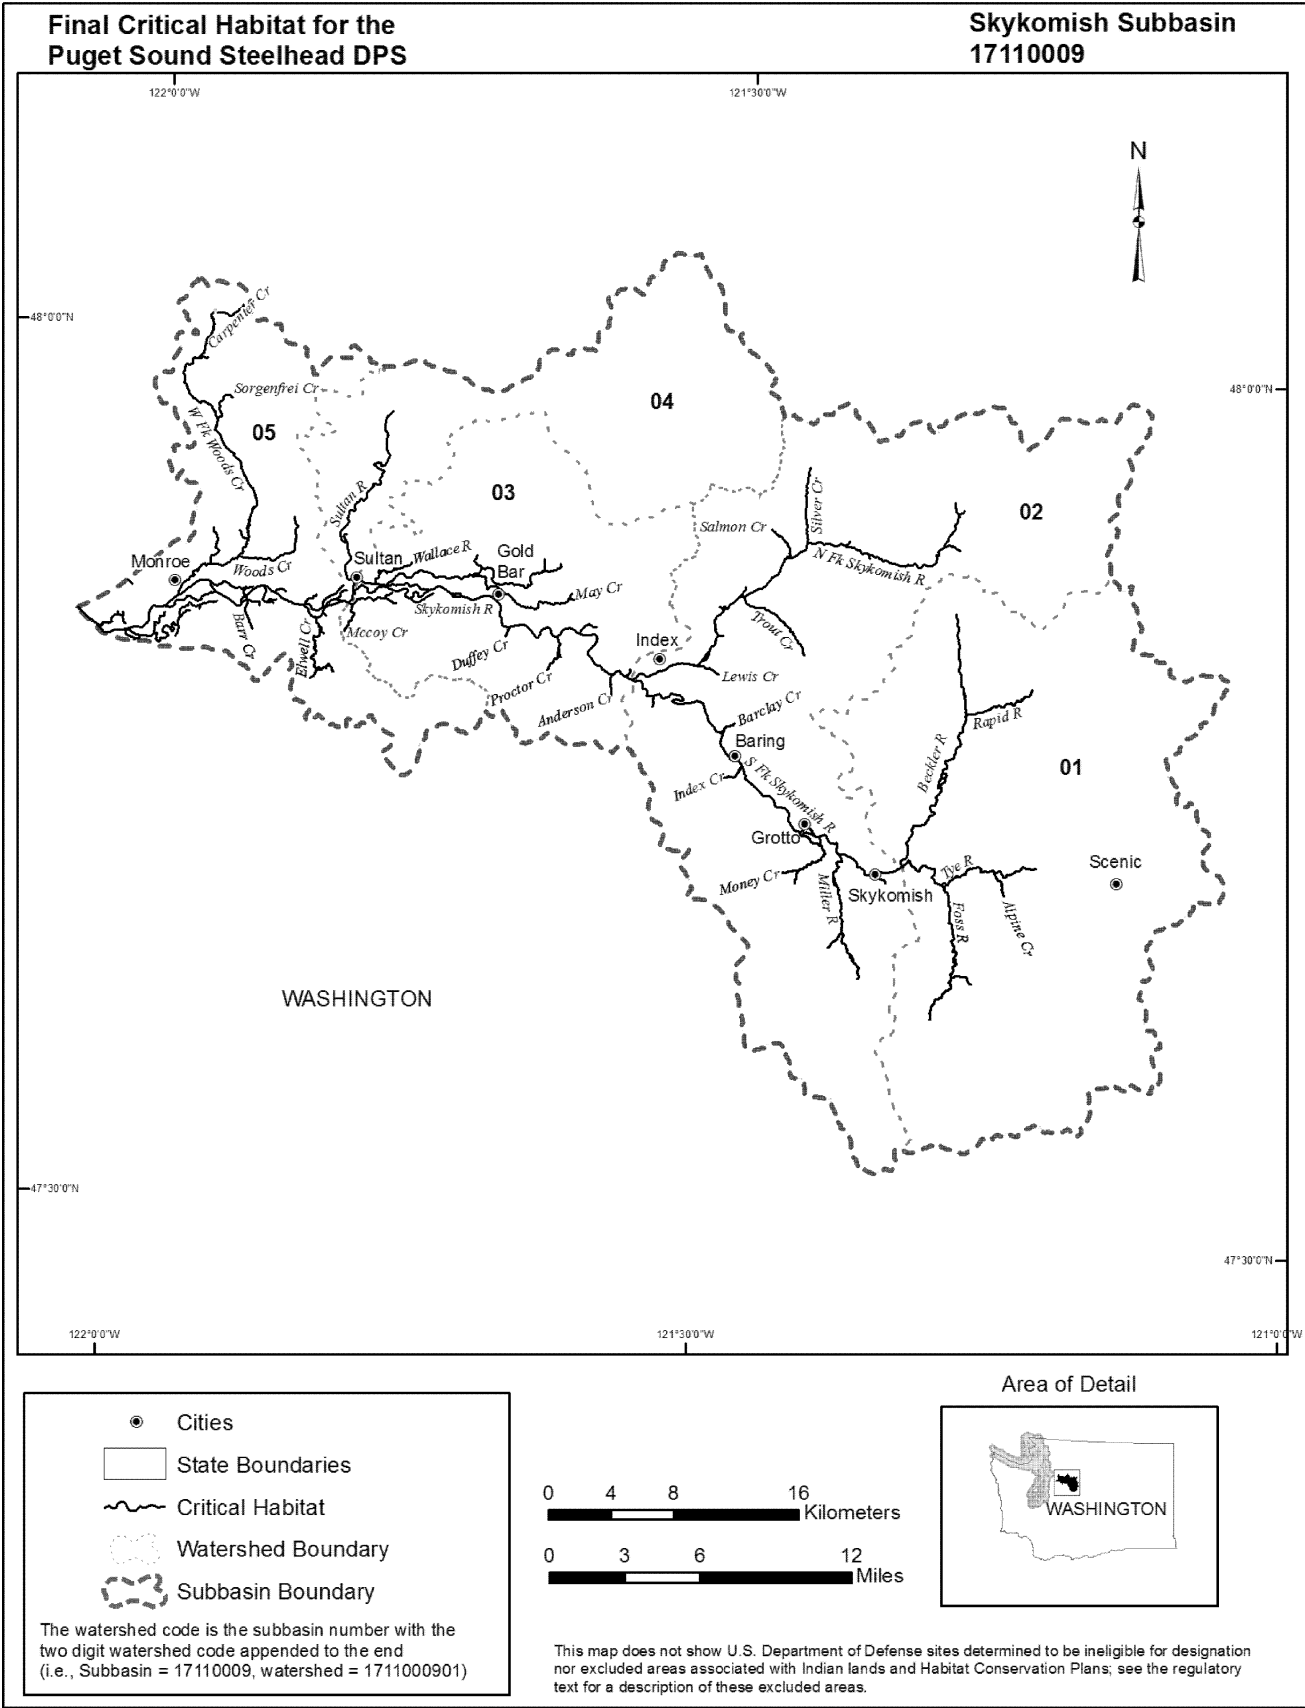 Final Critical Habitat for the
Puget Sound Steelhead DPS
Skykomish Subbasin
17110009
122°0'0"W
121°30'0"W
N
48°0'0"N
48°0'0"N
Carpenter Cr
Sorgenfrei Cr
W Fk Woods Cr
05
04
03
02
Sultan R
Salmon Cr
Silver Cr
N Fk Skykomish R
Monroe
Woods Cr
Sultan
Wallace R
Gold
Bar
May Cr
Skykomish R
Barr Cr
Elwell Cr
Mccoy Cr
Duffey Cr
Proctor Cr
Anderson Cr
Index
Trout Cr
Lewis Cr
Barclay Cr
Baring
Index Cr
S Fk Skykomish R
Rapid R
Beckler R
01
Grotto
Money Cr
Miller R
Skykomish
Tye R
Foss R
Alpine Cr
Scenic
WASHINGTON
47°30'0"N
47°30'0"N
122°0'0"W
121°30'0"W
121°0'0"W
Cities
State Boundaries
Critical Habitat
Watershed Boundary
Subbasin Boundary
The watershed code is the subbasin number with the
two digit watershed code appended to the end
(i.e., Subbasin = 17110009, watershed = 1711000901)
0 4 8 16
Kilometers
0 3 6 12
Miles
Area of Detail
WASHINGTON
This map does not show U.S. Department of Defense sites determined to be ineligible for designation
nor excluded areas associated with Indian lands and Habitat Conservation Plans; see the regulatory
text for a description of these excluded areas.